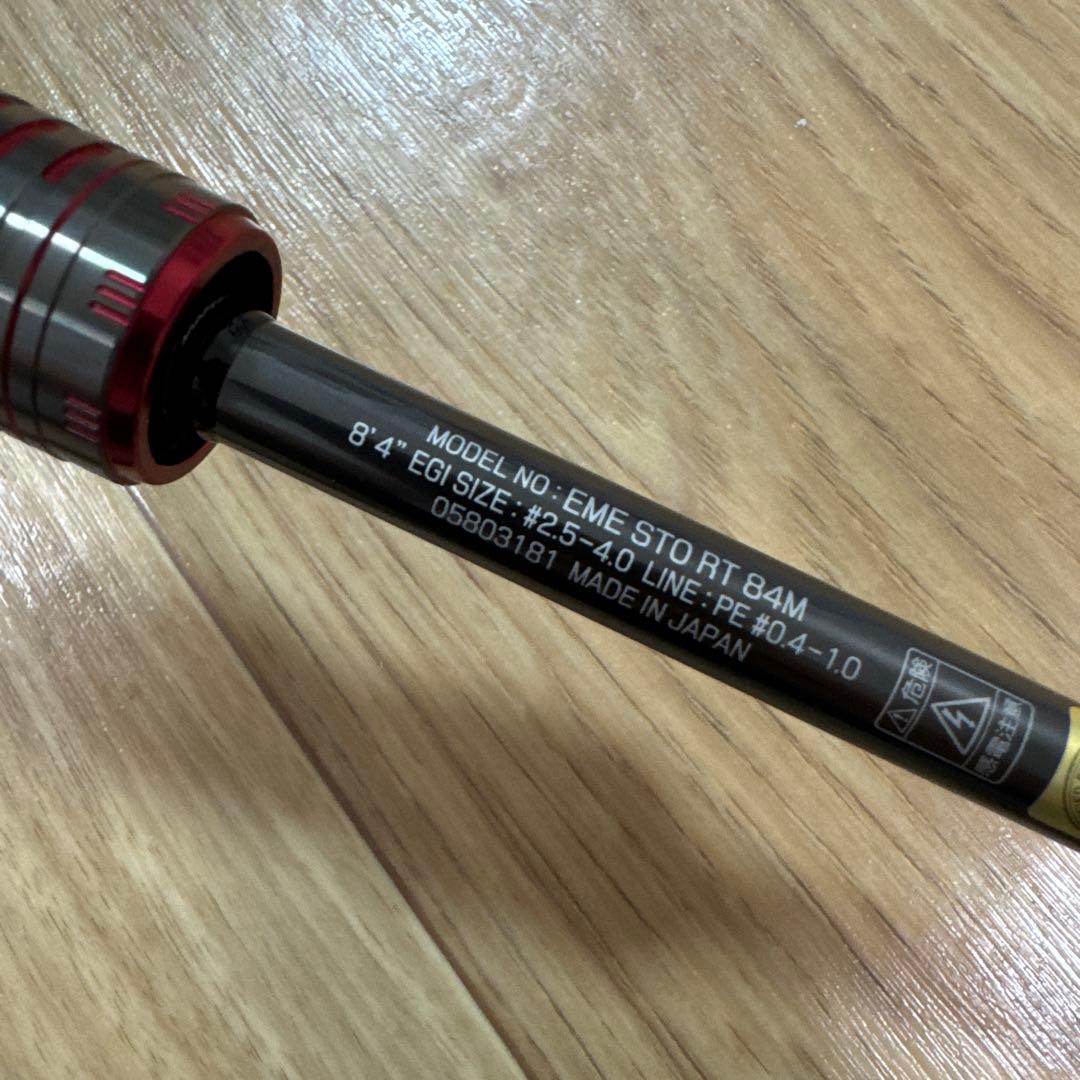 MODEL NO : EME STO RT 84M
8'4" EGI SIZE : #2.5-4.0 LINE : PE #0.4-1.0
05803181 MADE IN JAPAN
危険
感電注意